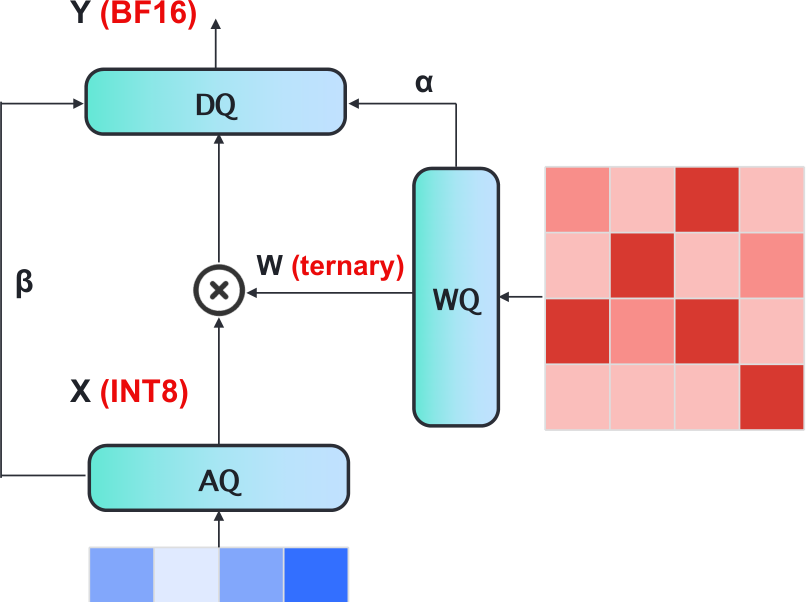 Y (BF16)
α
DQ
W (ternary)
β
WQ
X (INT8)
AQ